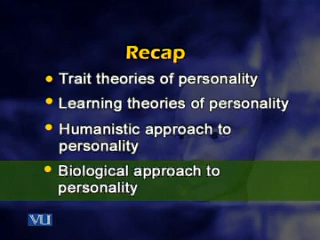 Recap
• Trait theories of personality
• Learning theories of personality
• Humanistic approach to
personality
• Biological approach to
personality
VU